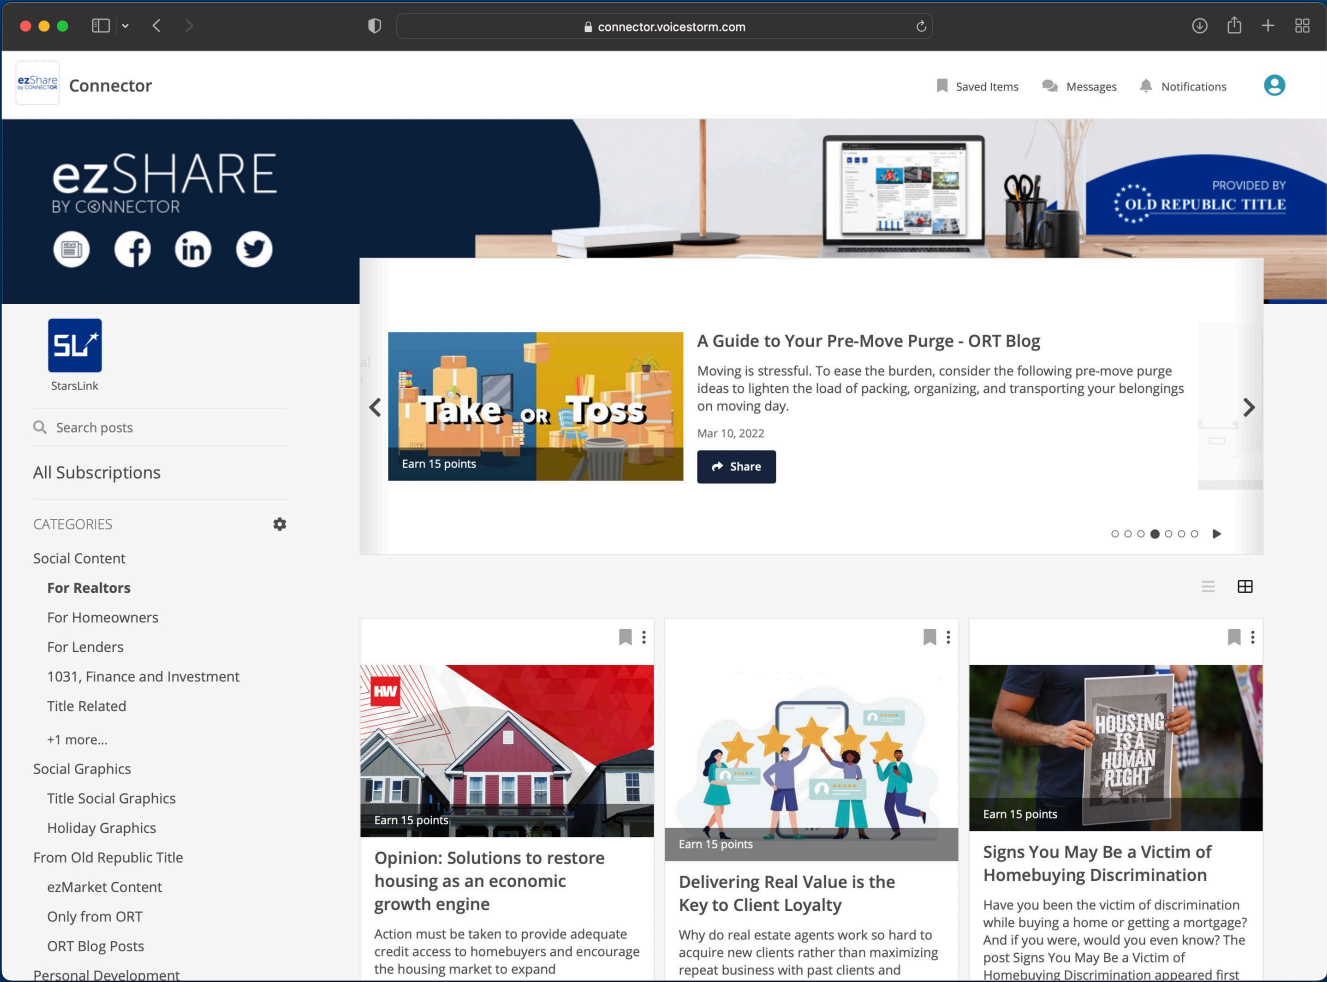 connector.voicestorm.com
ezShare
by CONNECTOR
Connector
Saved Items
Messages
Notifications
ezSHARE
BY CONNECTOR
PROVIDED BY
OLD REPUBLIC TITLE
SL
StarsLink
Search posts
All Subscriptions
CATEGORIES
Social Content
For Realtors
For Homeowners
For Lenders
1031, Finance and Investment
Title Related
+1 more...
Social Graphics
Title Social Graphics
Holiday Graphics
From Old Republic Title
ezMarket Content
Only from ORT
ORT Blog Posts
Personal Development
Take OR Toss
Earn 15 points
A Guide to Your Pre-Move Purge - ORT Blog
Moving is stressful. To ease the burden, consider the following pre-move purge
ideas to lighten the load of packing, organizing, and transporting your belongings
on moving day.
Mar 10, 2022
Share
HW
Earn 15 points
Opinion: Solutions to restore
housing as an economic
growth engine
Action must be taken to provide adequate
credit access to homebuyers and encourage
the housing market to expand
Earn 15 points
Delivering Real Value is the
Key to Client Loyalty
Why do real estate agents work so hard to
acquire new clients rather than maximizing
repeat business with past clients and
HOUSING
IS A
HUMAN
RIGHT
Earn 15 points
Signs You May Be a Victim of
Homebuying Discrimination
Have you been the victim of discrimination
while buying a home or getting a mortgage?
And if you were, would you even know? The
post Signs You May Be a Victim of
Homebuying Discrimination appeared first